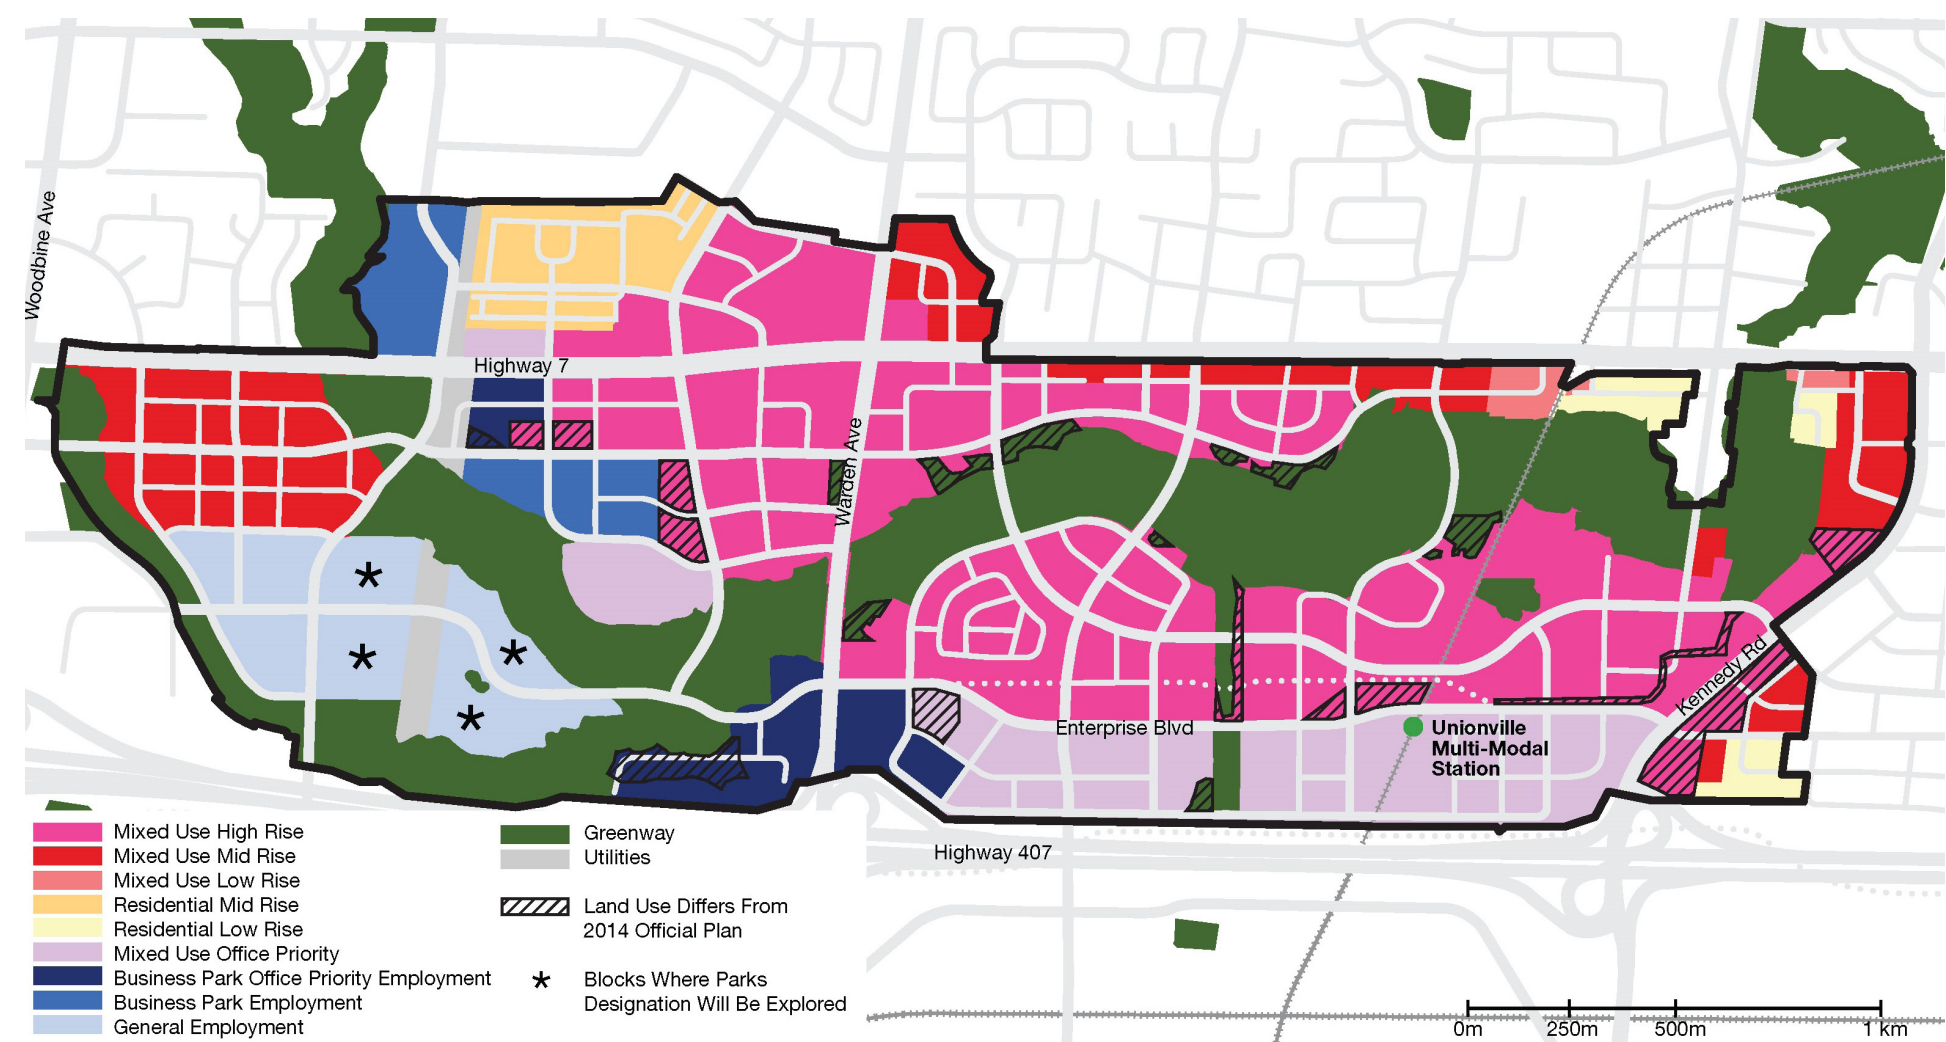 Woodbine Ave
Highway 7
Warden Ave
Kennedy Rd
Enterprise Blvd
Unionville
Multi-Modal
Station
Highway 407
Mixed Use High Rise
Mixed Use Mid Rise
Mixed Use Low Rise
Residential Mid Rise
Residential Low Rise
Mixed Use Office Priority
Business Park Office Priority Employment
Business Park Employment
General Employment
Greenway
Utilities
Land Use Differs From
2014 Official Plan
* Blocks Where Parks
Designation Will Be Explored
0m 250m 500m 1 km